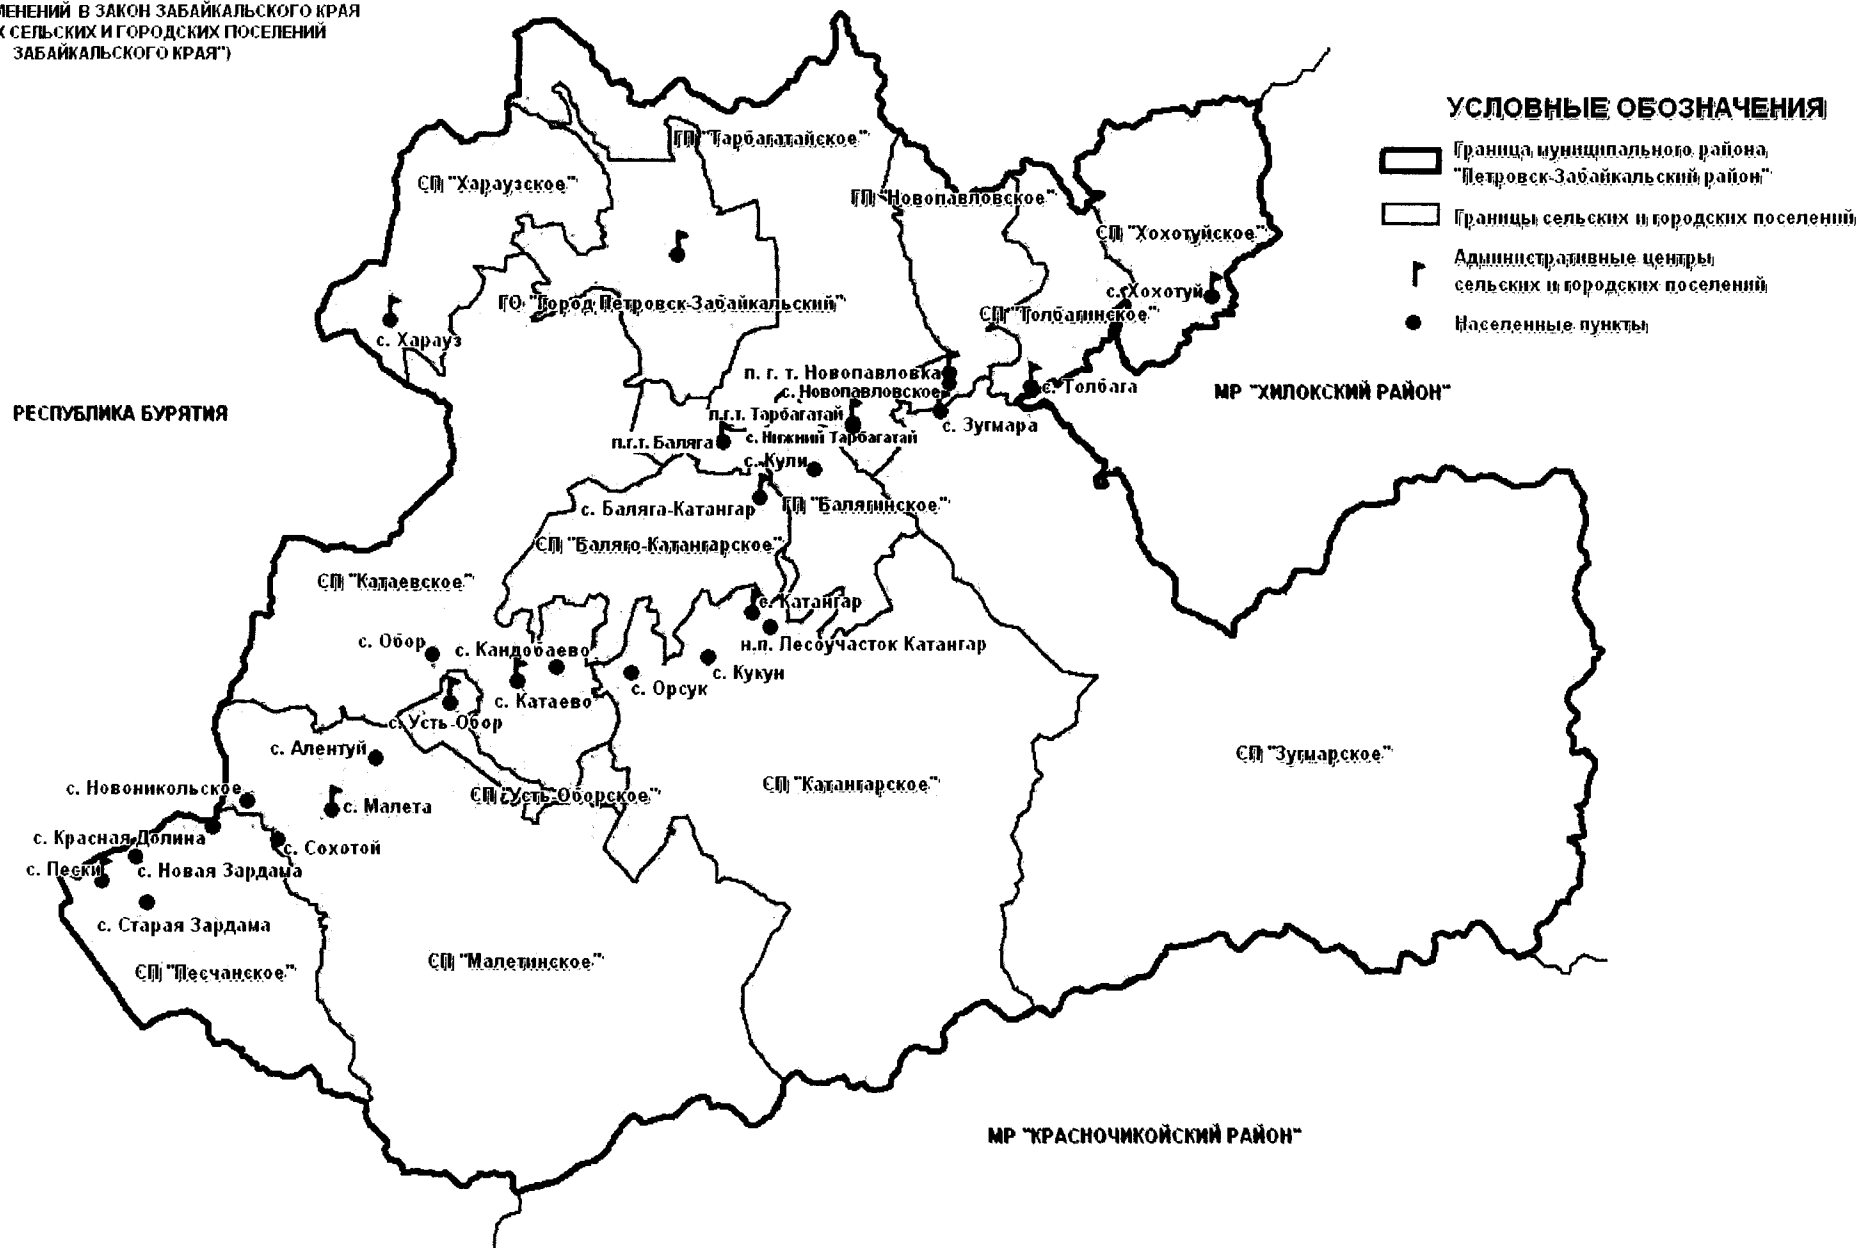 МЕНЕНИЙ В ЗАКОН ЗАБАЙКАЛЬСКОГО КРАЯ
Х СЕЛЬСКИХ И ГОРОДСКИХ ПОСЕЛЕНИЙ
ЗАБАЙКАЛЬСКОГО КРАЯ")
УСЛОВНЫЕ ОБОЗНАЧЕНИЯ
Граница муниципального района
"Петровск-Забайкальский район"
Границы сельских и городских поселений
Административные центры
сельских и городских поселений
Населенные пункты
ГП "Тарбагатайское"
СП "Хараузское"
ГП "Новопавловское"
СП "Хохотуйское"
с. Хохотуй
ГО "Город Петровск-Забайкальский"
СП "Толбагинское"
с. Харауз
п. г. т. Новопавловка
с. Новопавловское
с. Толбага
МР "ХИЛОКСКИЙ РАЙОН"
РЕСПУБЛИКА БУРЯТИЯ
п.г.т. Тарбагатай
с. Зугмара
п.г.т. Баляга
с. Нижний Тарбагатай
с. Кули
с. Баляга-Катангар
ГП "Балягинское"
СП "Баляго-Катангарское"
СП "Катаевское"
с. Катангар
с. Обор
с. Кандобаево
н.п. Лесоучасток Катангар
с. Кукун
с. Орсук
с. Катаево
с. Усть-Обор
с. Алентуй
СП "Зугмарское"
СП "Катангарское"
с. Новоникольское
СП "Усть-Оборское"
с. Малета
с. Красная Долина
с. Сохотой
с. Пески
с. Новая Зардама
с. Старая Зардама
СП "Малетинское"
СП "Песчанское"
МР "КРАСНОЧИКОЙСКИЙ РАЙОН"